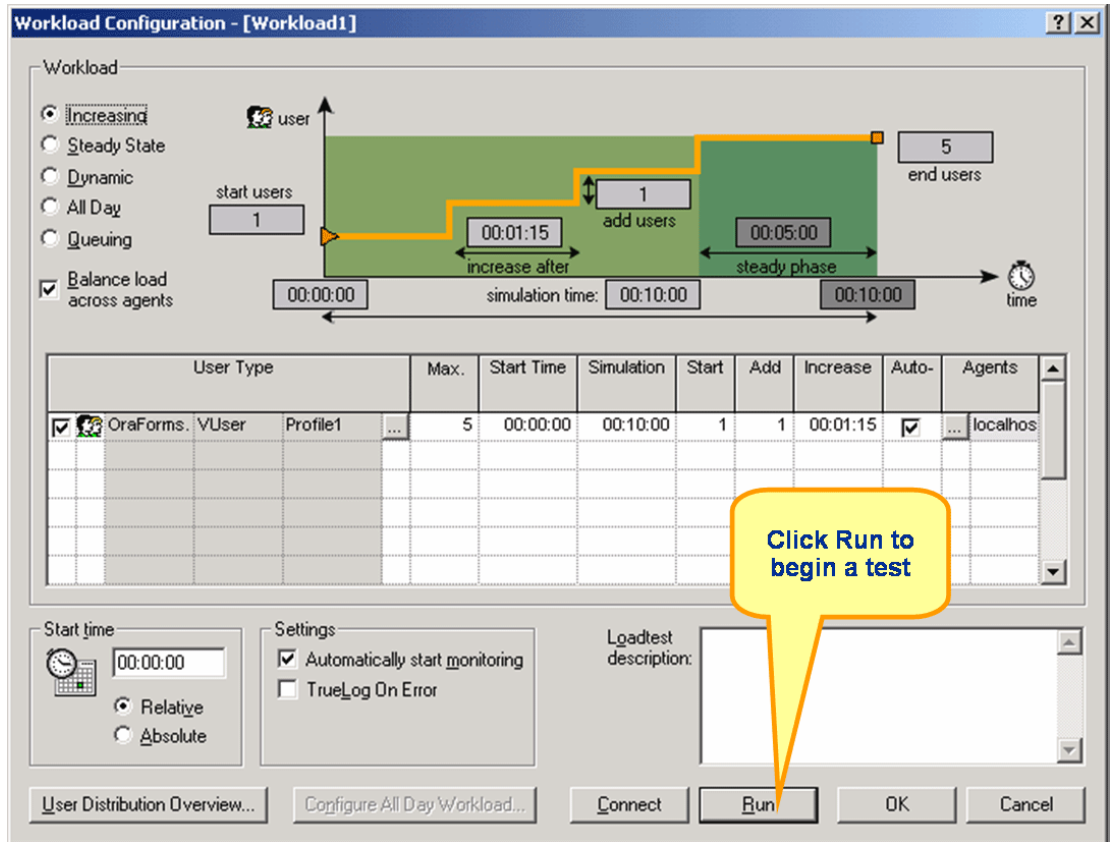 Workload Configuration - [Workload1]
Workload
Increasing
Steady State
Dynamic
All Day
Queuing
Balance load
across agents
user
start users
1
00:01:15
increase after
1
add users
5
end users
00:05:00
steady phase
00:00:00
simulation time:
00:10:00
00:10:00
time
User Type Max. Start Time Simulation Start Add Increase Auto- Agents
OraForms. VUser Profile1 ... 5 00:00:00 00:10:00 1 1 00:01:15 ... localhos
Click Run to
begin a test
Start time
00:00:00
Relative
Absolute
Settings
Automatically start monitoring
TrueLog On Error
Loadtest
description:
User Distribution Overview...
Configure All Day Workload...
Connect
Run
OK
Cancel